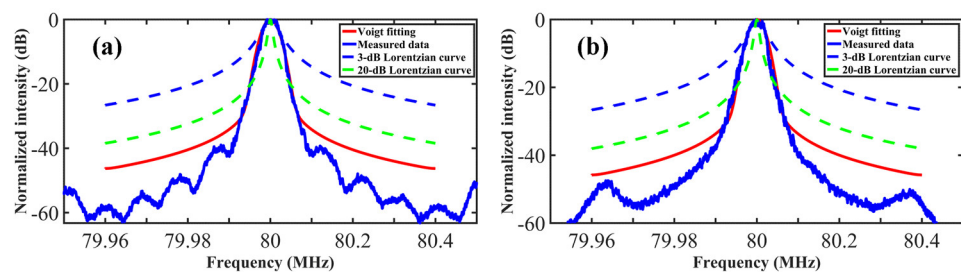 (a)
Normalized intensity (dB)
0
-20
-40
-60
Voigt fitting
Measured data
3-dB Lorentzian curve
20-dB Lorentzian curve
79.96
79.98
80
80.2
80.4
Frequency (MHz)
(b)
Normalized intensity (dB)
0
-20
-40
-60
Voigt fitting
Measured data
3-dB Lorentzian curve
20-dB Lorentzian curve
79.96
79.98
80
80.2
80.4
Frequency (MHz)